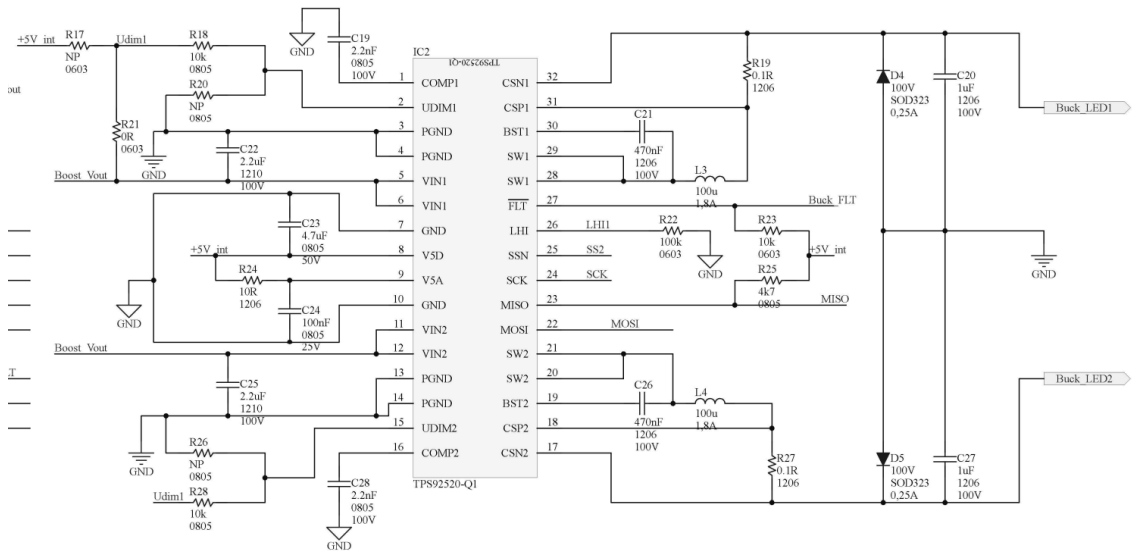 +5V_int
R17
NP
0603
Udim1
R18
10k
0805
R20
NP
0805
GND
C19
2.2nF
0805
100V
out
R21
0R
0603
GND
C22
2.2uF
1210
100V
Boost_Vout
C23
4.7uF
0805
50V
+5V_int
R24
10R
1206
GND
C24
100nF
0805
25V
Boost_Vout
C25
2.2uF
1210
100V
GND
R26
NP
0805
Udim1
R28
10k
0805
C28
2.2nF
0805
100V
GND
IC2
TPS92520-Q1
1 COMP1 CSN1 32
2 UDIM1 CSP1 31
3 PGND BST1 30
4 PGND SW1 29
5 VIN1 SW1 28
6 VIN1 FLT 27
7 GND LHI 26
8 V5D SSN 25
9 V5A SCK 24
10 GND MISO 23
11 VIN2 MOSI 22
12 VIN2 SW2 21
13 PGND SW2 20
14 PGND BST2 19
15 UDIM2 CSP2 18
16 COMP2 CSN2 17
TPS92520-Q1
R19
0.1R
1206
C21
470nF
1206
100V
L3
100u
1,8A
Buck_FLT
LHI1
R22
100k
0603
GND
R23
10k
0603
+5V_int
SS2
SCK
R25
4k7
0805
MISO
MOSI
C26
470nF
1206
100V
L4
100u
1,8A
R27
0.1R
1206
D4
100V
SOD323
0,25A
C20
1uF
1206
100V
Buck_LED1
GND
Buck_LED2
D5
100V
SOD323
0,25A
C27
1uF
1206
100V